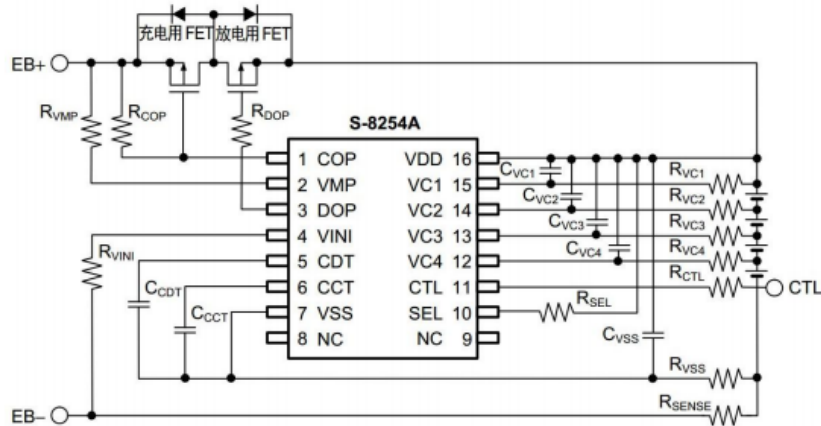 充电用 FET 放电用 FET
EB+
RVMP
RCOP
RDOP
S-8254A
1 COP VDD 16
2 VMP VC1 15
3 DOP VC2 14
4 VINI VC3 13
5 CDT VC4 12
6 CCT CTL 11
7 VSS SEL 10
8 NC NC 9
CVC1
CVC2
CVC3
CVC4
RVC1
RVC2
RVC3
RVC4
RCTL
CTL
RSEL
RVINI
CCDT
CCCT
CVSS
RVSS
RSENSE
EB−